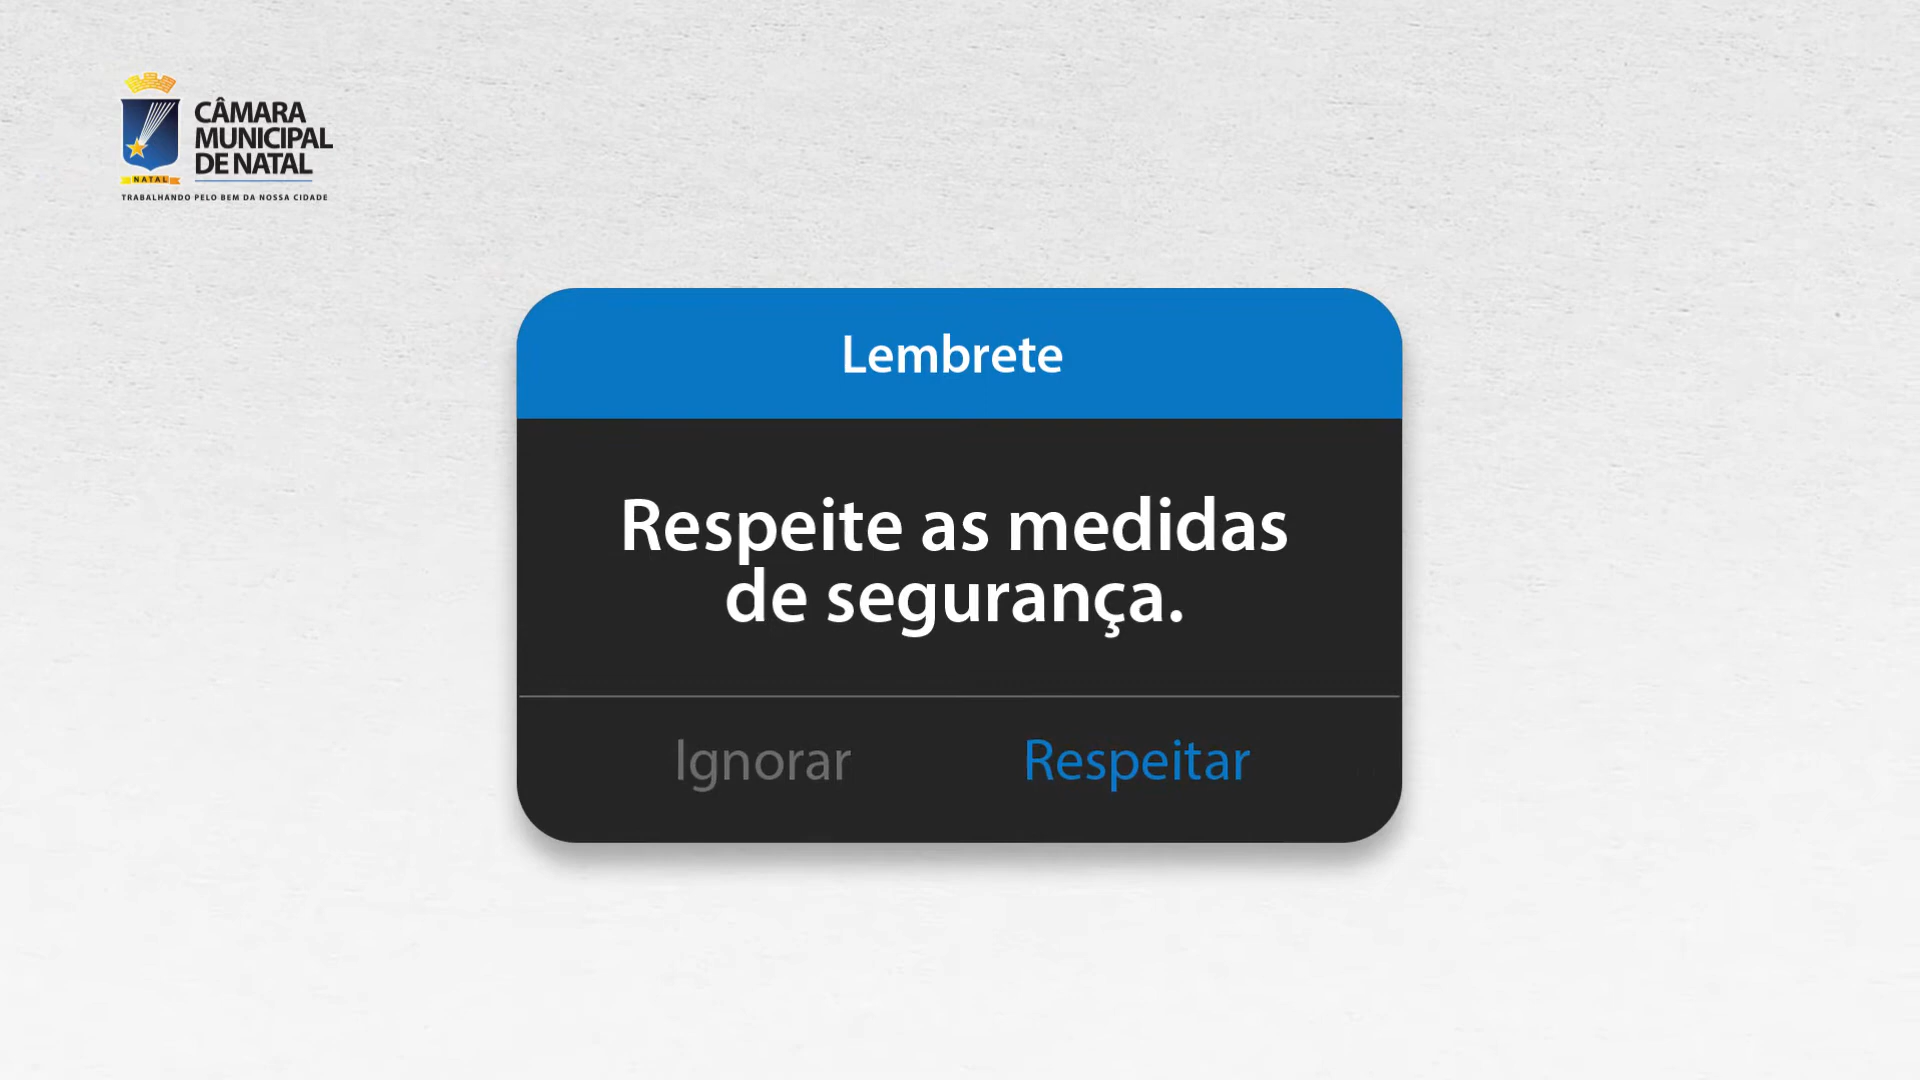 CÂMARA
MUNICIPAL
DE NATAL
NATAL
TRABALHANDO PELO BEM DA NOSSA CIDADE
Lembrete
Respeite as medidas
de segurança.
Ignorar Respeitar